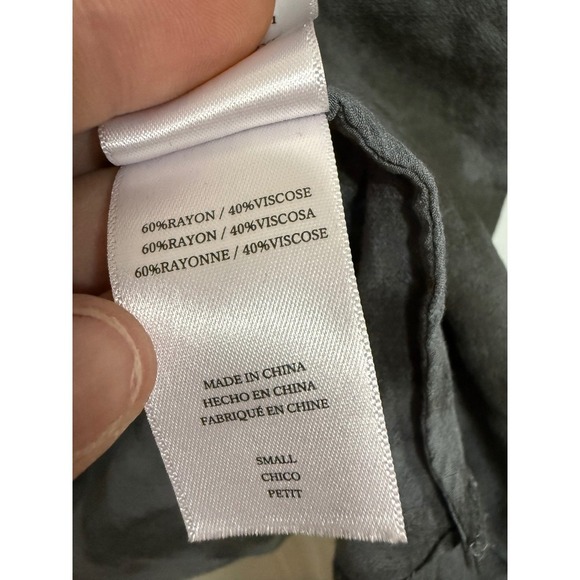 60%RAYON / 40%VISCOSE
60%RAYON / 40%VISCOSA
60%RAYONNE / 40%VISCOSE
MADE IN CHINA
HECHO EN CHINA
FABRIQUÉ EN CHINE
SMALL
CHICO
PETIT